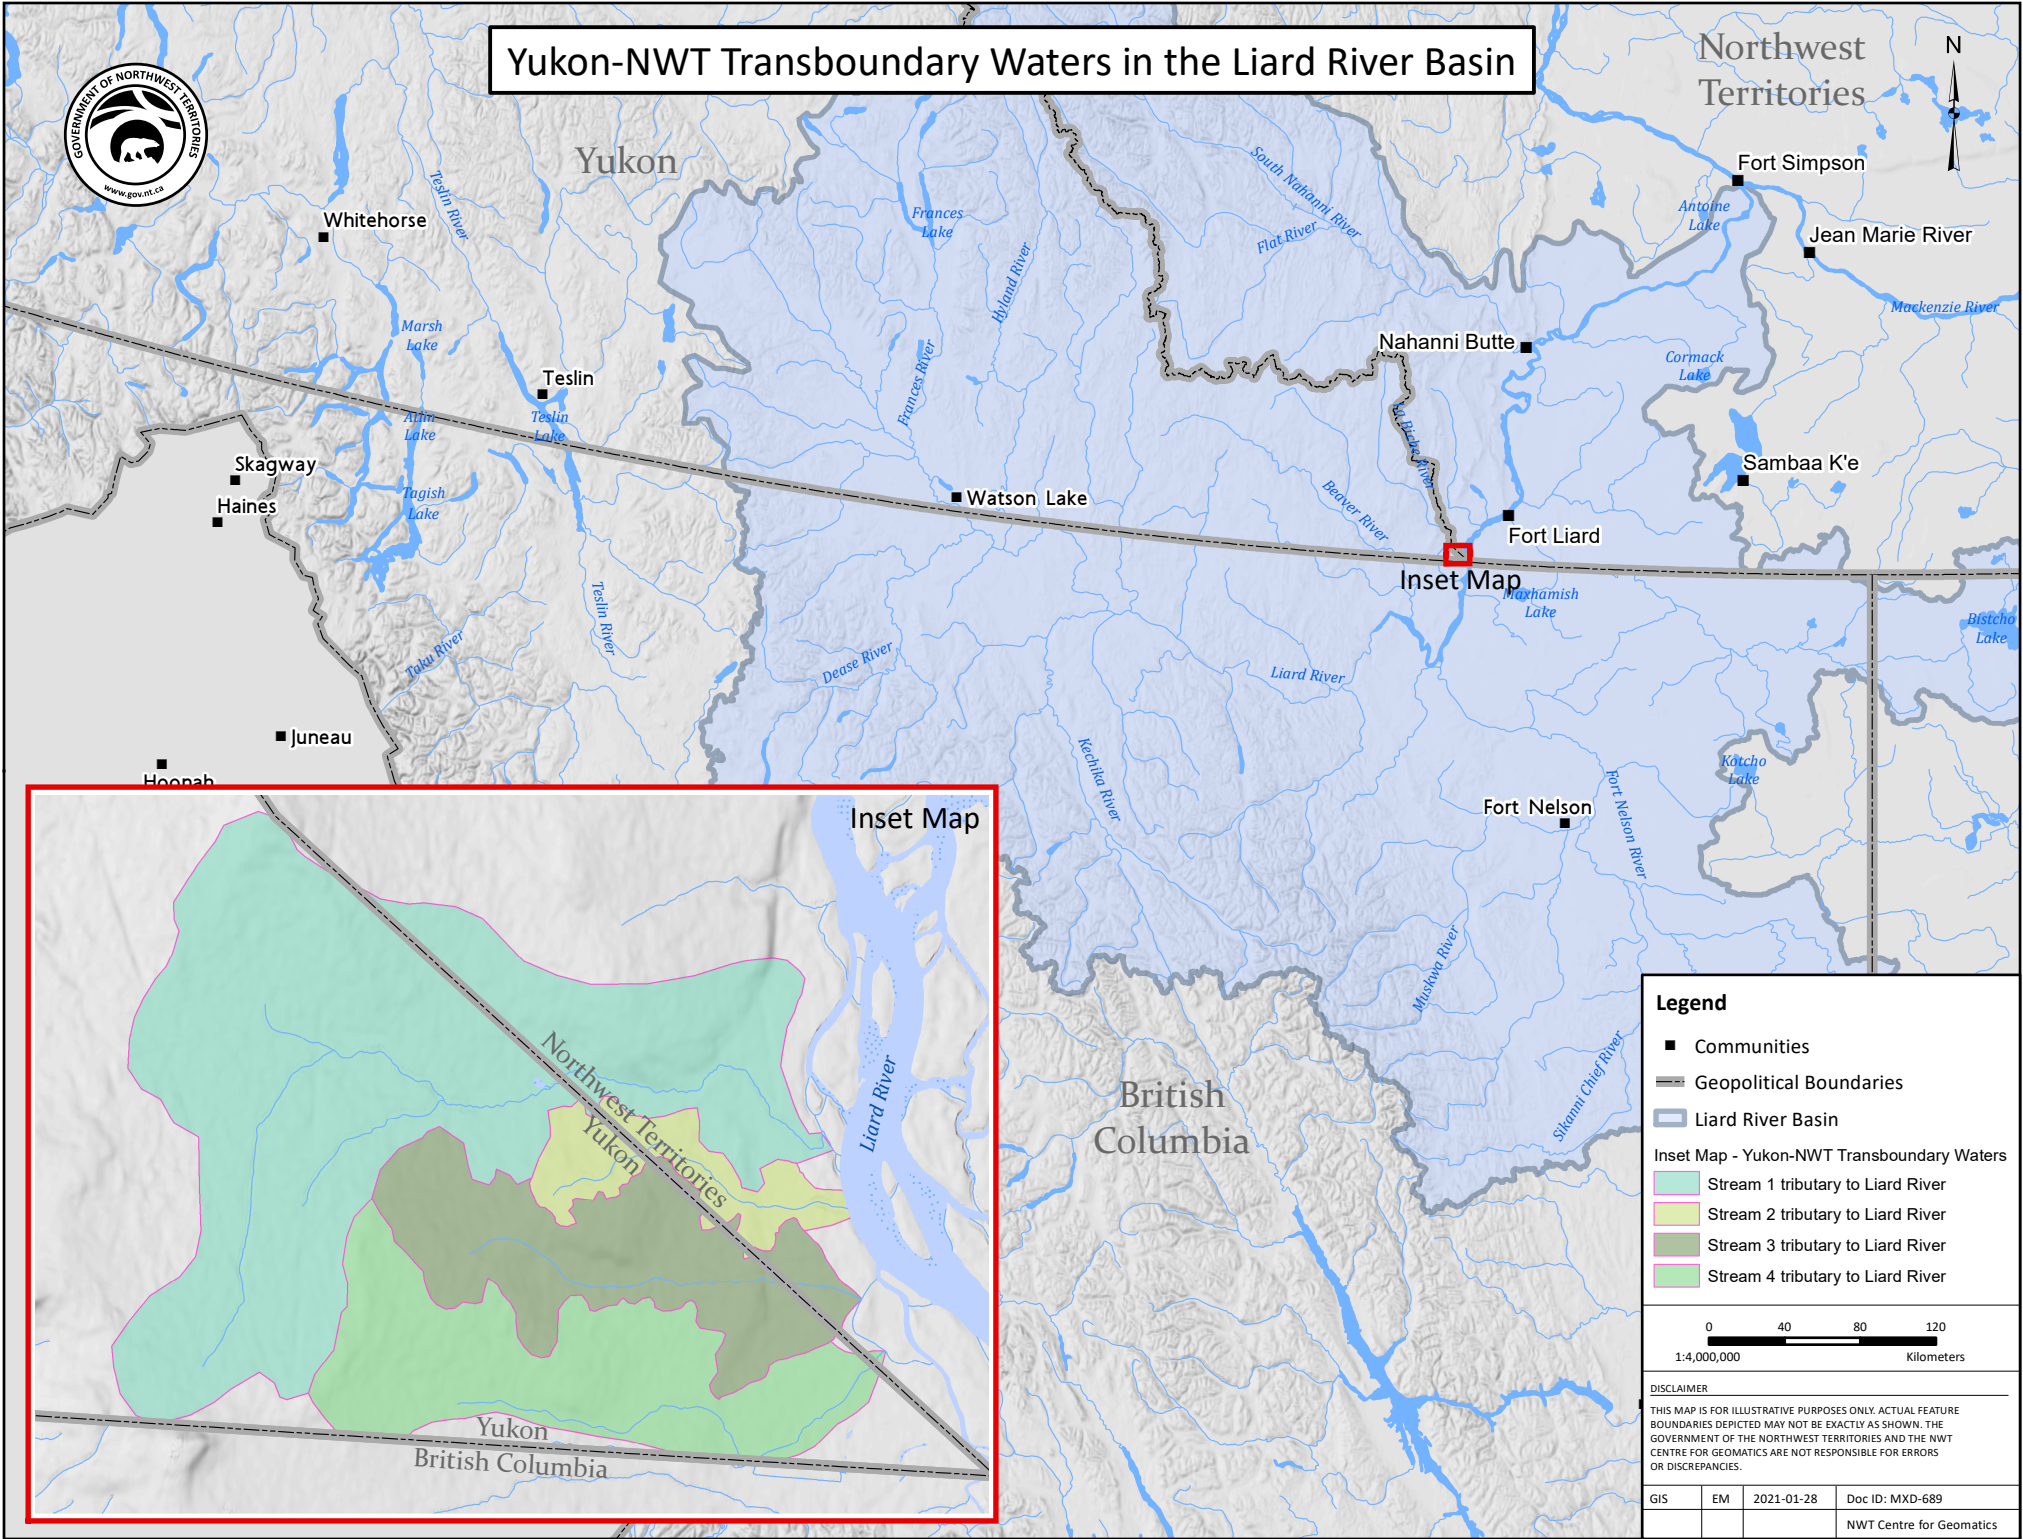 Yukon-NWT Transboundary Waters in the Liard River Basin
GOVERNMENT OF NORTHWEST TERRITORIES
www.gov.nt.ca
Northwest
Territories
N
Yukon
Fort Simpson
Antoine
Lake
Jean Marie River
Mackenzie River
South Nahanni River
Flat River
Frances
Lake
Hyland River
Teslin River
Whitehorse
Marsh
Lake
Nahanni Butte
Cormack
Lake
Frances River
Teslin
Teslin
Lake
Atlin
Lake
La Biche River
Skagway
Haines
Tagish
Lake
Watson Lake
Beaver River
Sambaa K'e
Fort Liard
Inset Map
Maxhamish
Lake
Bistcho
Lake
Teslin River
Taku River
Dease River
Liard River
Juneau
Hoonah
Kechika River
Kotcho
Lake
Fort Nelson
Fort Nelson River
Muskwa River
Sikanni Chief River
British
Columbia
Inset Map
Northwest Territories
Yukon
Liard River
Yukon
British Columbia
Legend
Communities
Geopolitical Boundaries
Liard River Basin
Inset Map - Yukon-NWT Transboundary Waters
Stream 1 tributary to Liard River
Stream 2 tributary to Liard River
Stream 3 tributary to Liard River
Stream 4 tributary to Liard River
0 40 80 120
1:4,000,000 Kilometers
DISCLAIMER
THIS MAP IS FOR ILLUSTRATIVE PURPOSES ONLY. ACTUAL FEATURE
BOUNDARIES DEPICTED MAY NOT BE EXACTLY AS SHOWN. THE
GOVERNMENT OF THE NORTHWEST TERRITORIES AND THE NWT
CENTRE FOR GEOMATICS ARE NOT RESPONSIBLE FOR ERRORS
OR DISCREPANCIES.
GIS EM 2021-01-28 Doc ID: MXD-689
NWT Centre for Geomatics